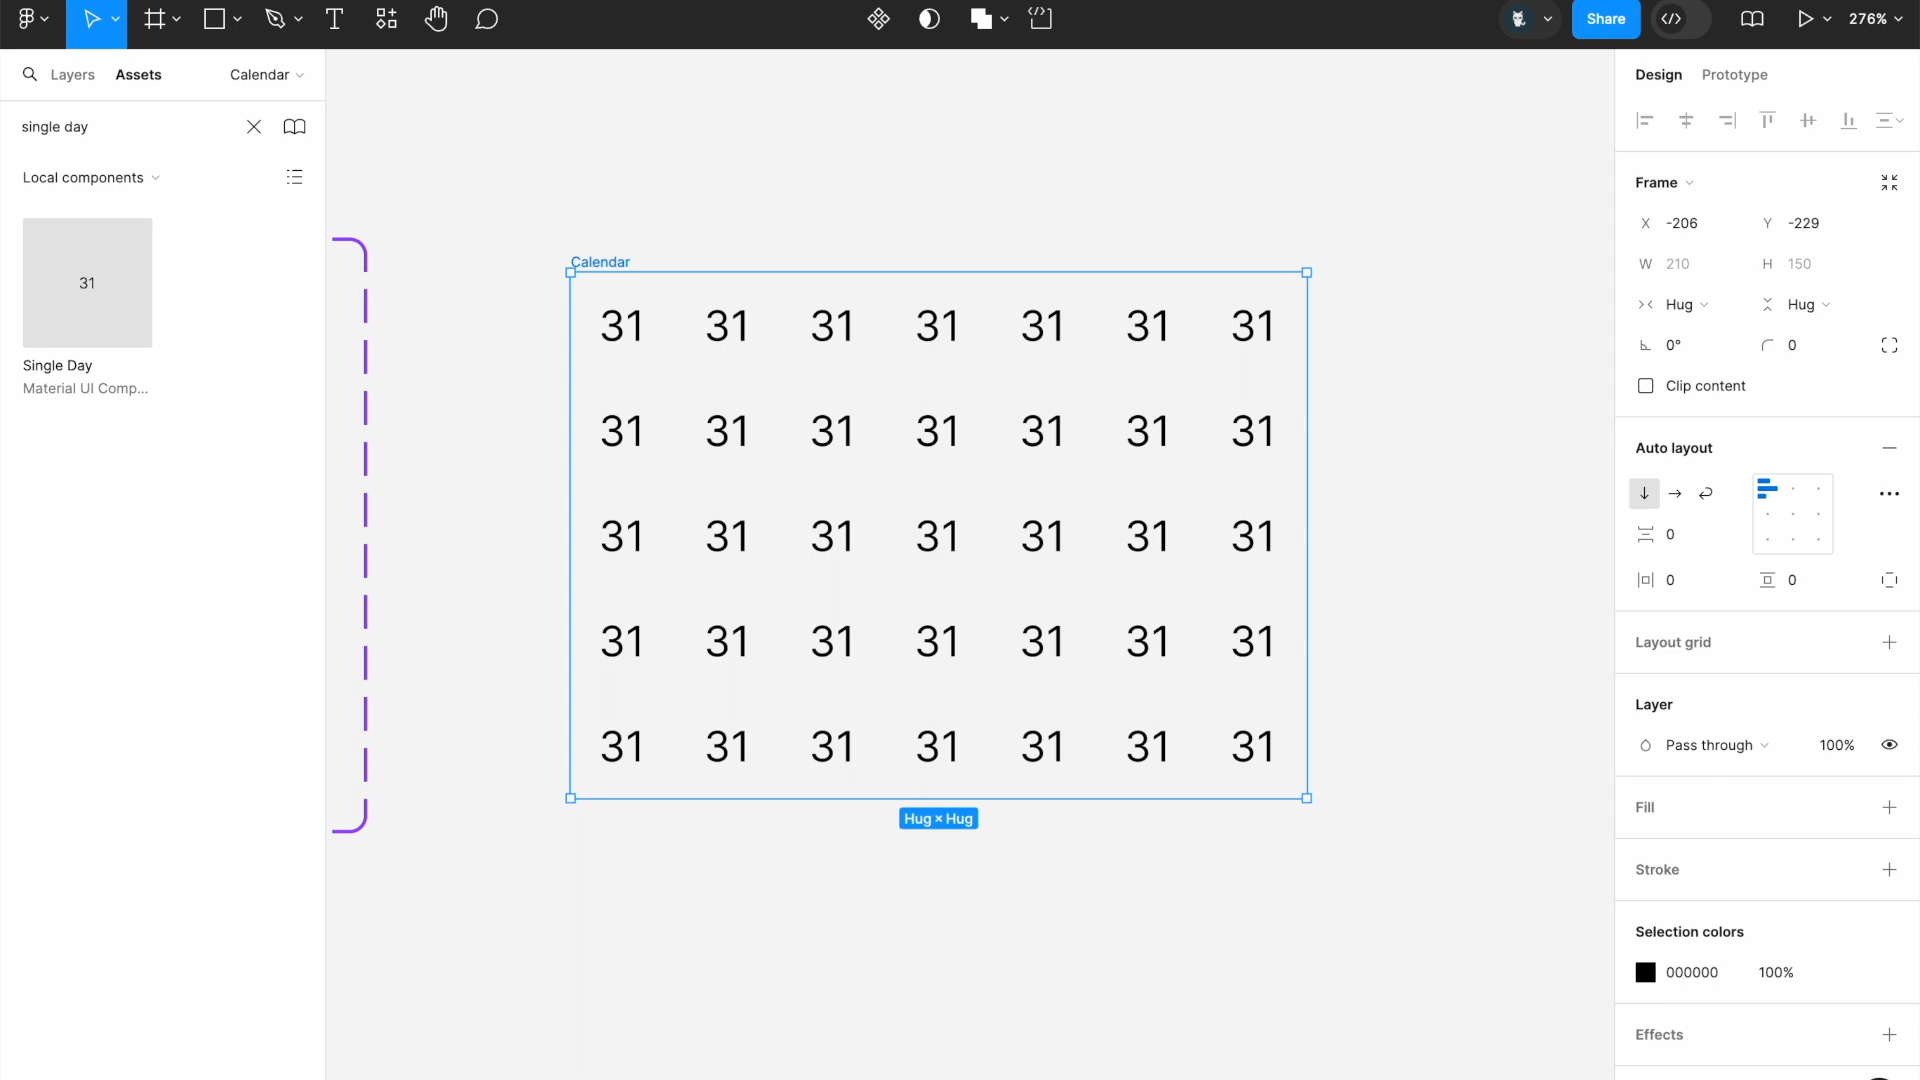 Share
276%
Layers Assets Calendar
single day
Local components
31
Single Day
Material UI Comp...
Calendar
31 31 31 31 31 31 31
31 31 31 31 31 31 31
31 31 31 31 31 31 31
31 31 31 31 31 31 31
31 31 31 31 31 31 31
Hug × Hug
Design Prototype
Frame
X -206 Y -229
W 210 H 150
Hug Hug
0° 0
Clip content
Auto layout
0
0 0
Layout grid
Layer
Pass through 100%
Fill
Stroke
Selection colors
000000 100%
Effects